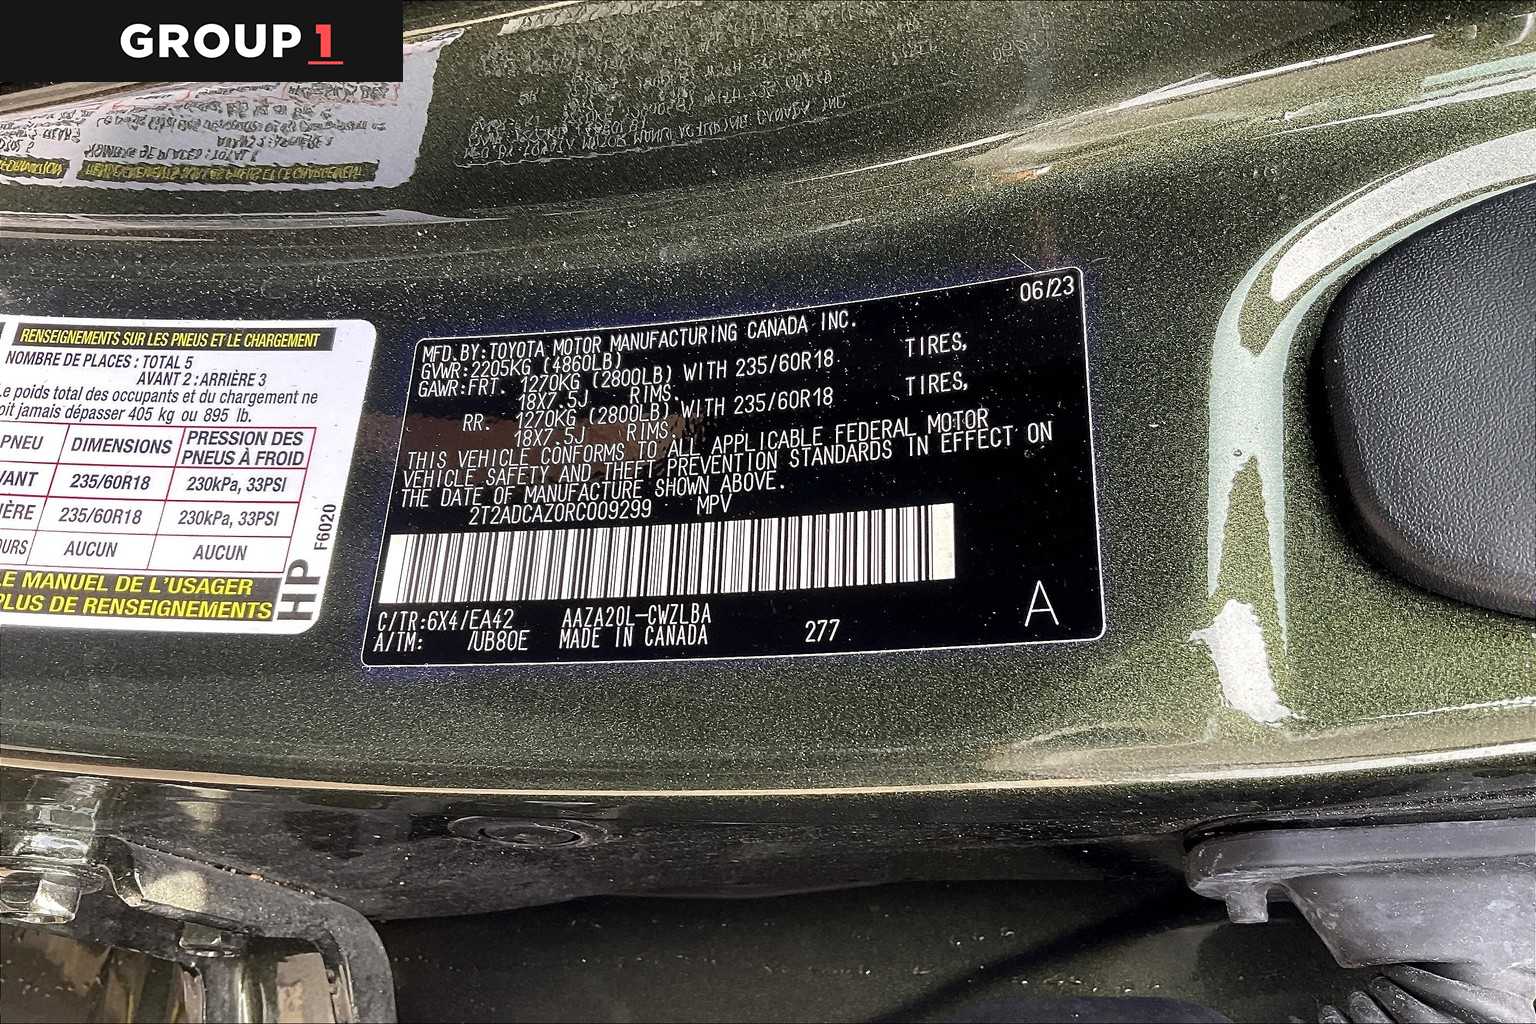 GROUP 1
RENSEIGNEMENTS SUR LES PNEUS ET LE CHARGEMENT
NOMBRE DE PLACES : TOTAL 5
AVANT 2 : ARRIÈRE 3
Le poids total des occupants et du chargement ne
oit jamais dépasser 405 kg ou 895 lb.
PNEU DIMENSIONS PRESSION DES PNEUS À FROID
VANT 235/60R18 230kPa, 33PSI
IÈRE 235/60R18 230kPa, 33PSI
OURS AUCUN AUCUN
LE MANUEL DE L'USAGER
PLUS DE RENSEIGNEMENTS
HP F6020
06/23
MFD.BY:TOYOTA MOTOR MANUFACTURING CANADA INC.
GVWR:2205KG (4860LB)
GAWR:FRT. 1270KG (2800LB) WITH 235/60R18 TIRES,
18X7.5J RIMS.
RR. 1270KG (2800LB) WITH 235/60R18 TIRES,
18X7.5J RIMS.
THIS VEHICLE CONFORMS TO ALL APPLICABLE FEDERAL MOTOR
VEHICLE SAFETY AND THEFT PREVENTION STANDARDS IN EFFECT ON
THE DATE OF MANUFACTURE SHOWN ABOVE.
2T2ADCAZ0RC009299 MPV
C/TR:6X4/EA42 AAZA20L-CWZLBA
A/TM: /UB80E MADE IN CANADA 277 A